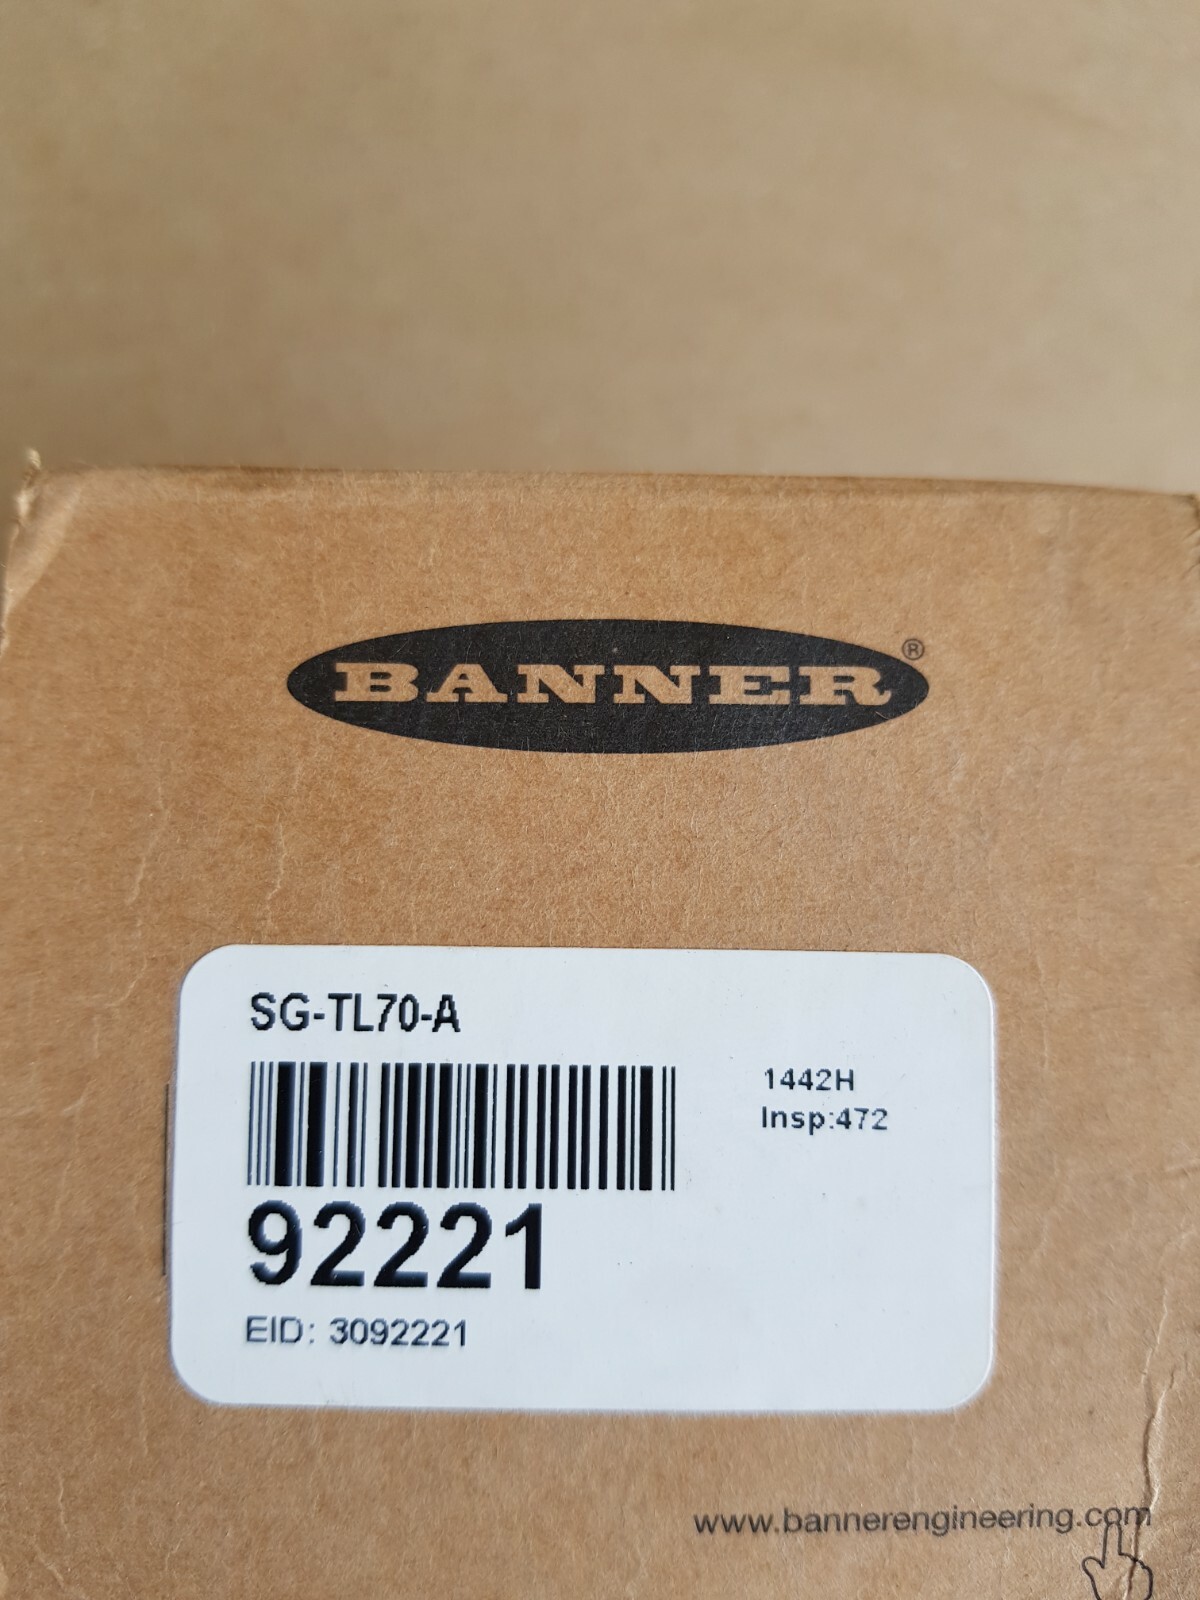 BANNER®
SG-TL70-A
1442H
Insp:472
92221
EID: 3092221
www.bannerengineering.com